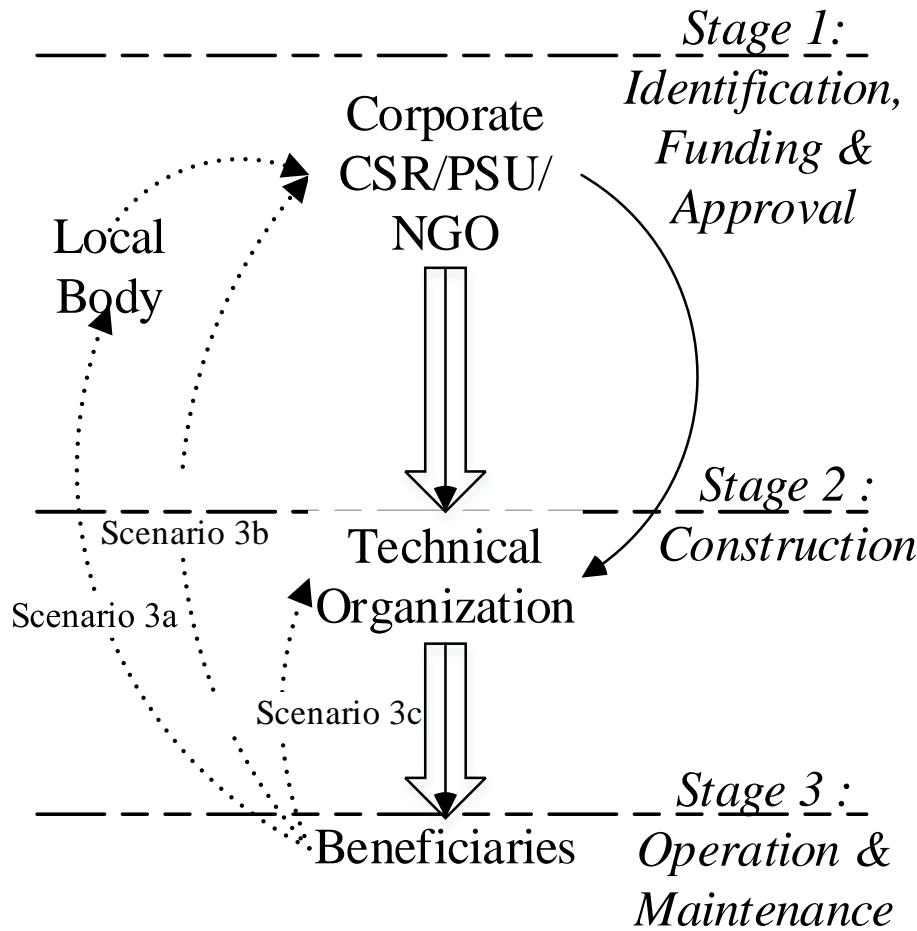 Stage 1:
Identification,
Funding &
Approval
Corporate
CSR/PSU/
NGO
Local
Body
Stage 2 :
Construction
Scenario 3b
Technical
Organization
Scenario 3a
Scenario 3c
Stage 3 :
Operation &
Maintenance
Beneficiaries